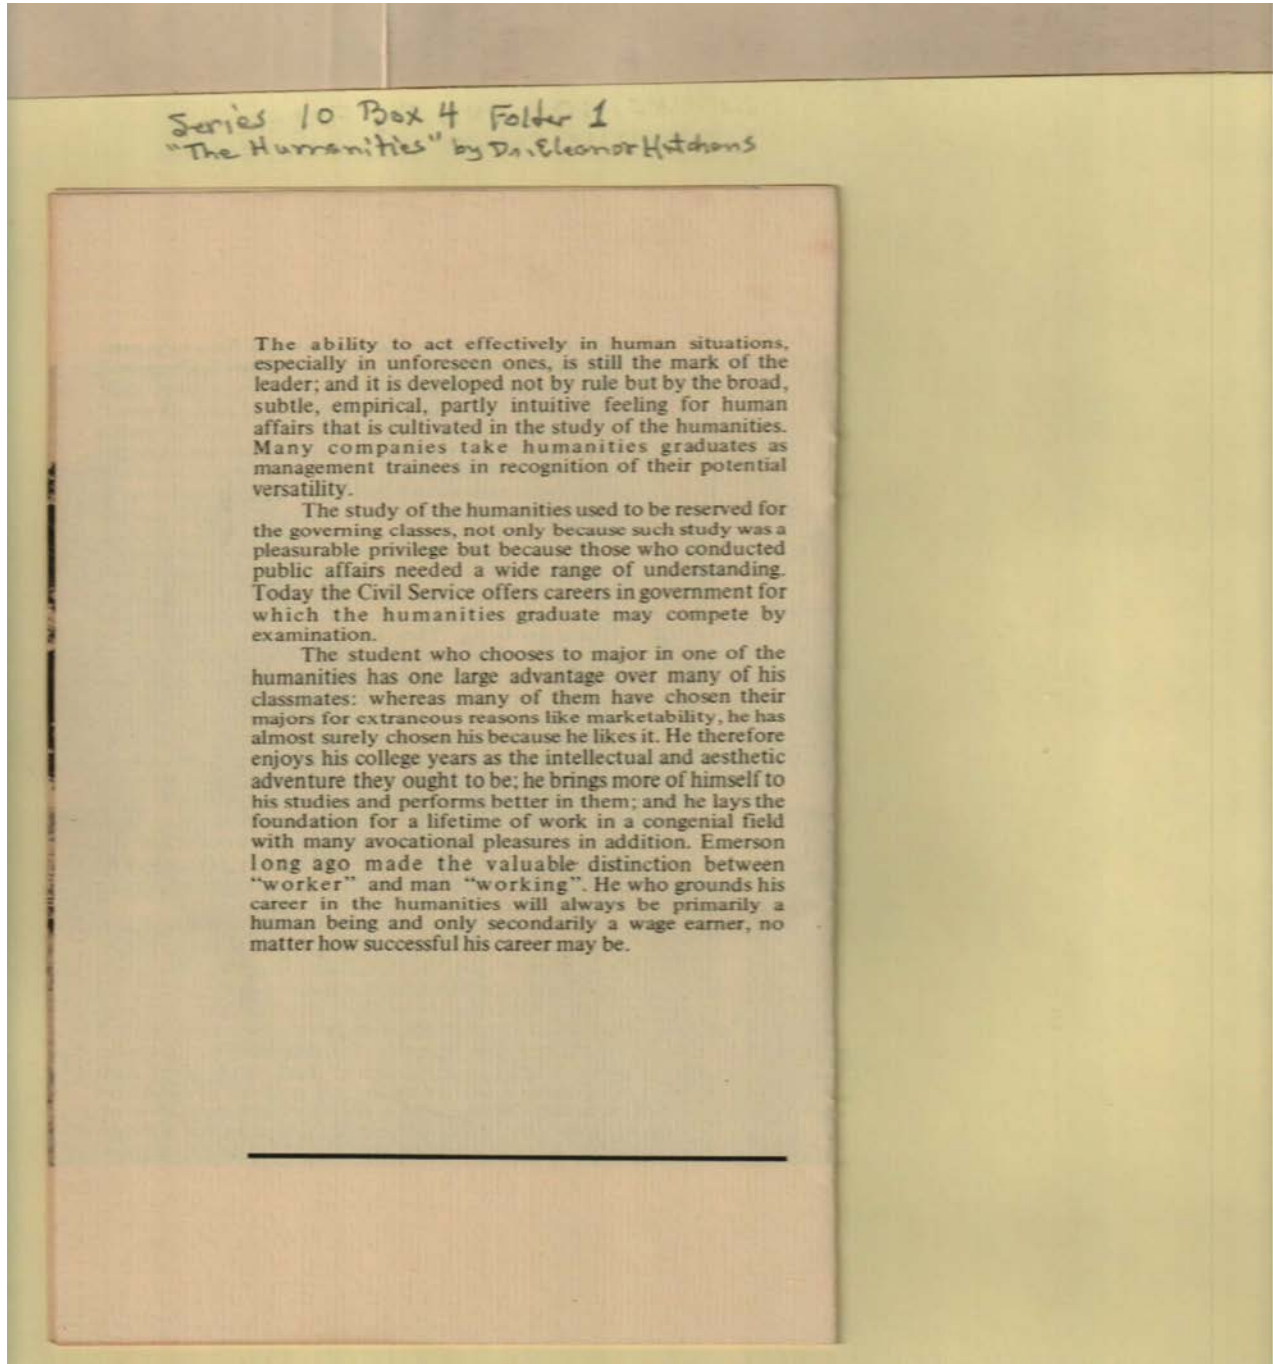 Series 10 Box 4 Folder 1
"The Humanities" by Dr. Eleanor Hutchens
The ability to act effectively in human situations,
especially in unforeseen ones, is still the mark of the
leader; and it is developed not by rule but by the broad,
subtle, empirical, partly intuitive feeling for human
affairs that is cultivated in the study of the humanities.
Many companies take humanities graduates as
management trainees in recognition of their potential
versatility.
The study of the humanities used to be reserved for
the governing classes, not only because such study was a
pleasurable privilege but because those who conducted
public affairs needed a wide range of understanding.
Today the Civil Service offers careers in government for
which the humanities graduate may compete by
examination.
The student who chooses to major in one of the
humanities has one large advantage over many of his
classmates: whereas many of them have chosen their
majors for extraneous reasons like marketability, he has
almost surely chosen his because he likes it. He therefore
enjoys his college years as the intellectual and aesthetic
adventure they ought to be; he brings more of himself to
his studies and performs better in them; and he lays the
foundation for a lifetime of work in a congenial field
with many avocational pleasures in addition. Emerson
long ago made the valuable distinction between
“worker” and man “working”. He who grounds his
career in the humanities will always be primarily a
human being and only secondarily a wage earner, no
matter how successful his career may be.